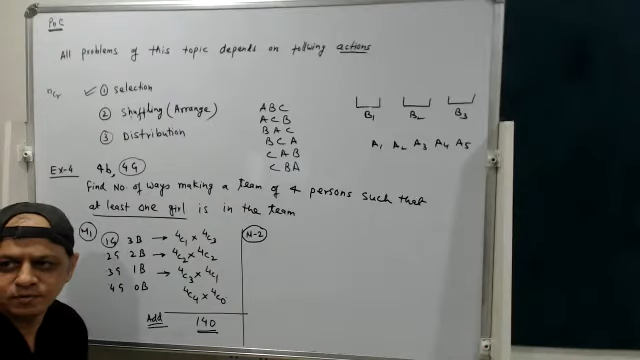 PnC
All problems of this topic depends on following actions
nCr ✓ ① Selection
② Shuffling (Arrange)
③ Distribution
ABC
ACB
BAC
BCA
CAB
CBA
B1 B2 B3
A1 A2 A3 A4 A5
Ex-4 4b, 4G
Find No. of ways making a team of 4 persons such that
at least one girl is in the team
M1
1G 3B → 4C1 × 4C3
2G 2B → 4C2 × 4C2
3G 1B → 4C3 × 4C1
4G 0B 4C4 × 4C0
Add 140
M-2